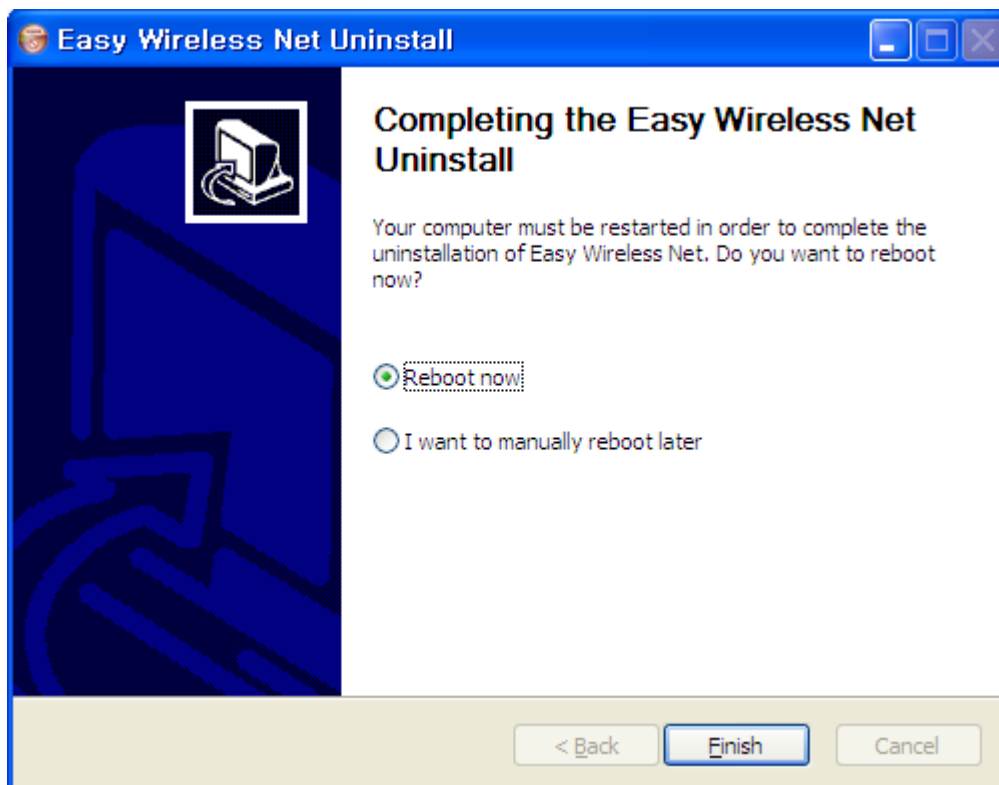 Easy Wireless Net Uninstall
Completing the Easy Wireless Net
Uninstall
Your computer must be restarted in order to complete the
uninstallation of Easy Wireless Net. Do you want to reboot
now?
Reboot now
I want to manually reboot later
< Back
Finish
Cancel